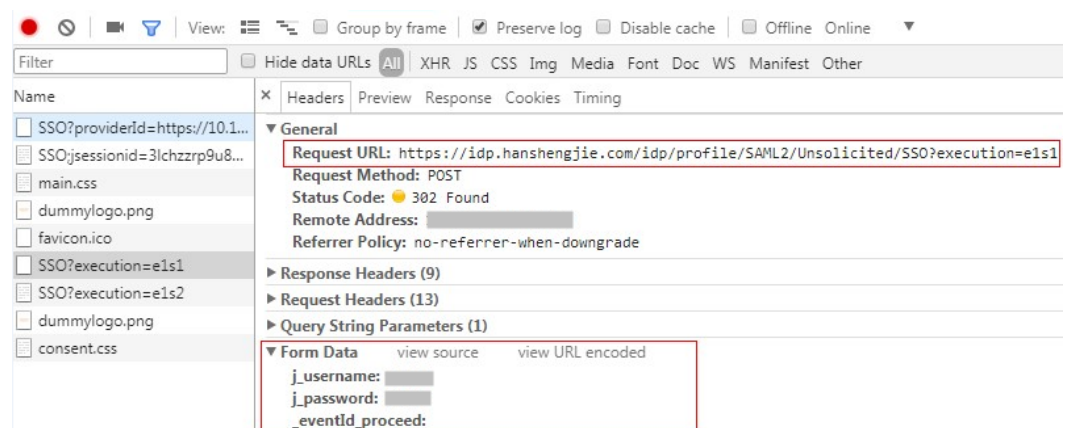 View: Group by frame Preserve log Disable cache Offline Online
Filter Hide data URLs All XHR JS CSS Img Media Font Doc WS Manifest Other
Name
Headers Preview Response Cookies Timing
SSO?providerId=https://10.1...
SSO;jsessionid=3lchzzrp9u8...
main.css
dummylogo.png
favicon.ico
SSO?execution=e1s1
SSO?execution=e1s2
dummylogo.png
consent.css
General
Request URL: https://idp.hanshengjie.com/idp/profile/SAML2/Unsolicited/SSO?execution=e1s1
Request Method: POST
Status Code: 302 Found
Remote Address:
Referrer Policy: no-referrer-when-downgrade
Response Headers (9)
Request Headers (13)
Query String Parameters (1)
Form Data view source view URL encoded
j_username:
j_password:
_eventId_proceed: